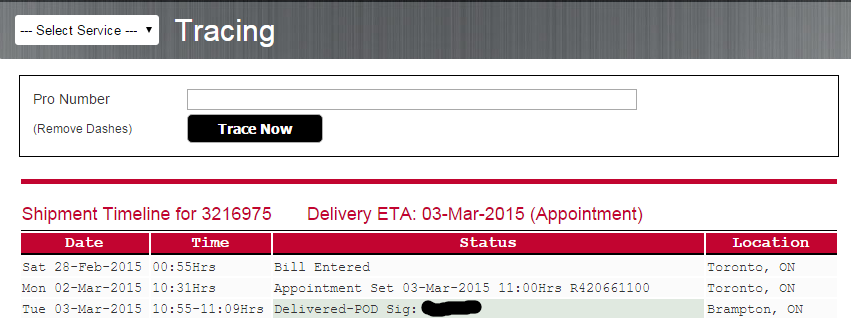 --- Select Service --- Tracing
Pro Number
(Remove Dashes) Trace Now
Shipment Timeline for 3216975 Delivery ETA: 03-Mar-2015 (Appointment)
Date Time Status Location
Sat 28-Feb-2015 00:55Hrs Bill Entered Toronto, ON
Mon 02-Mar-2015 10:31Hrs Appointment Set 03-Mar-2015 11:00Hrs R420661100 Toronto, ON
Tue 03-Mar-2015 10:55-11:09Hrs Delivered-POD Sig: Brampton, ON